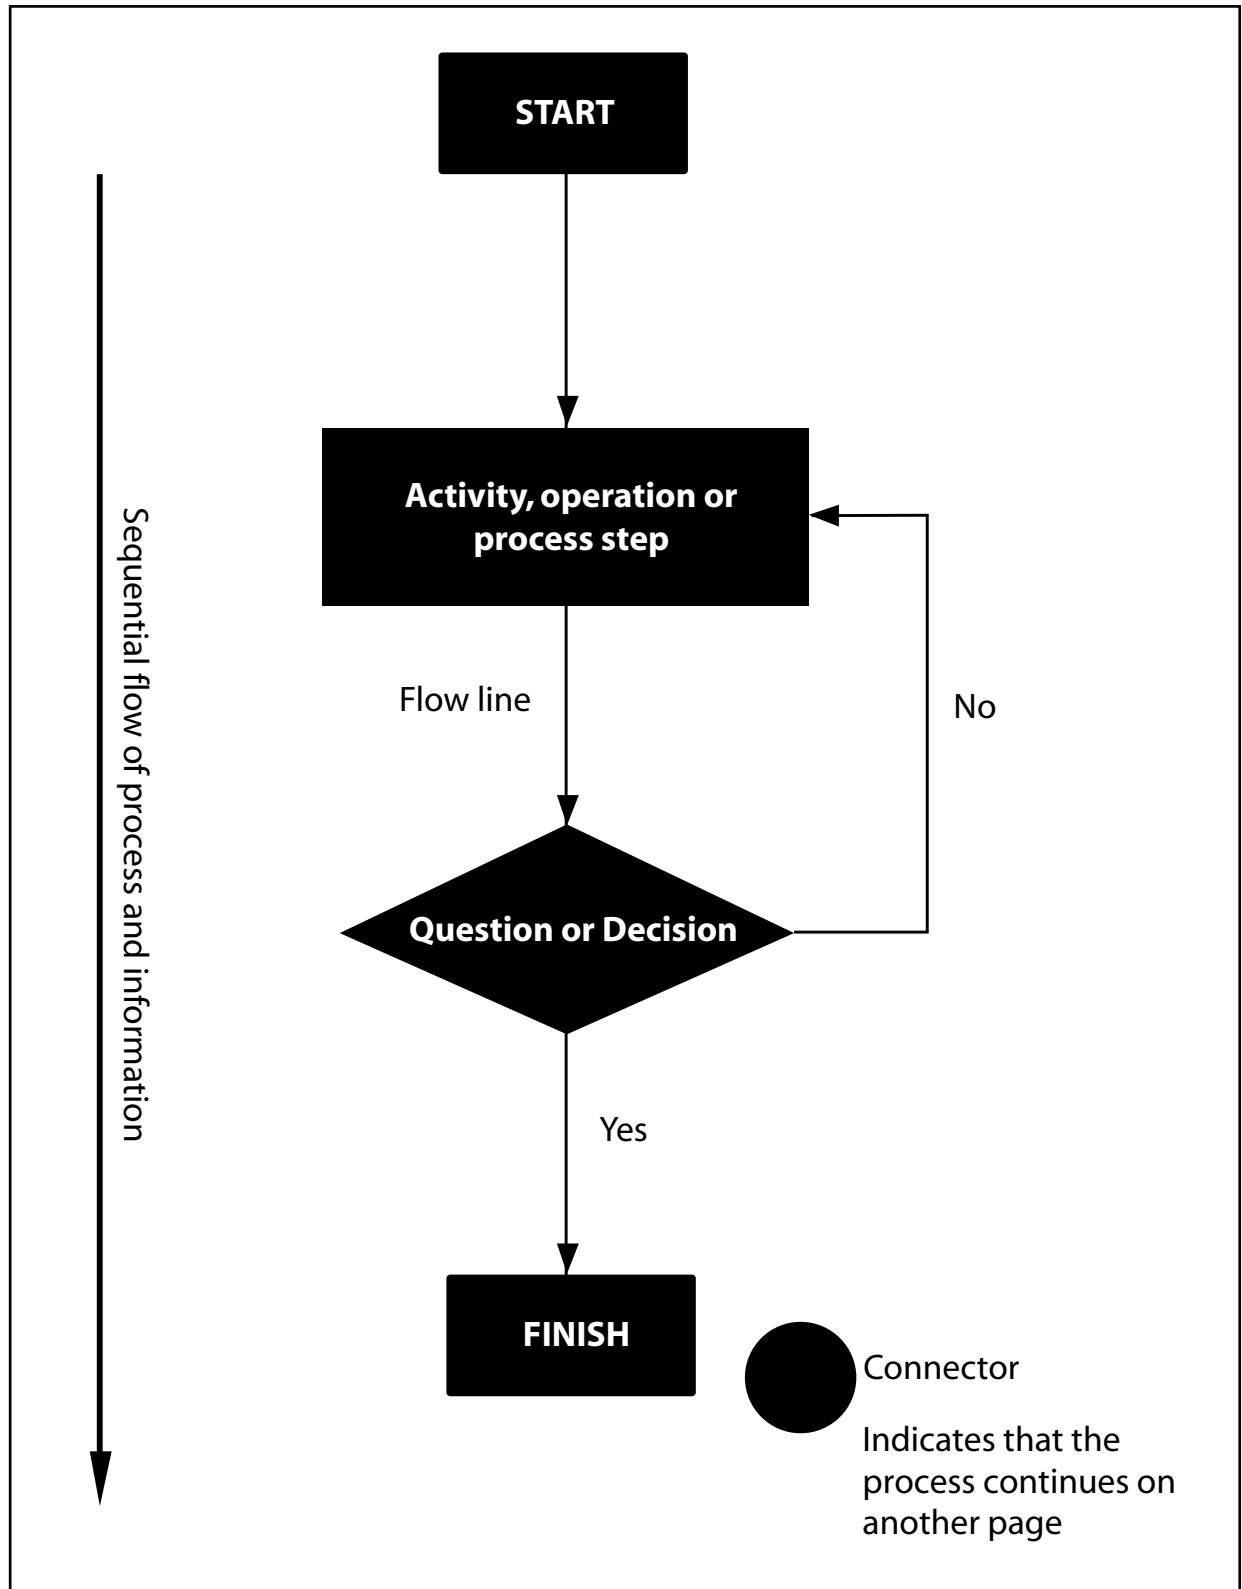 START
Activity, operation or
process step
Sequential flow of process and information
Flow line
No
Question or Decision
Yes
FINISH
Connector
Indicates that the
process continues on
another page